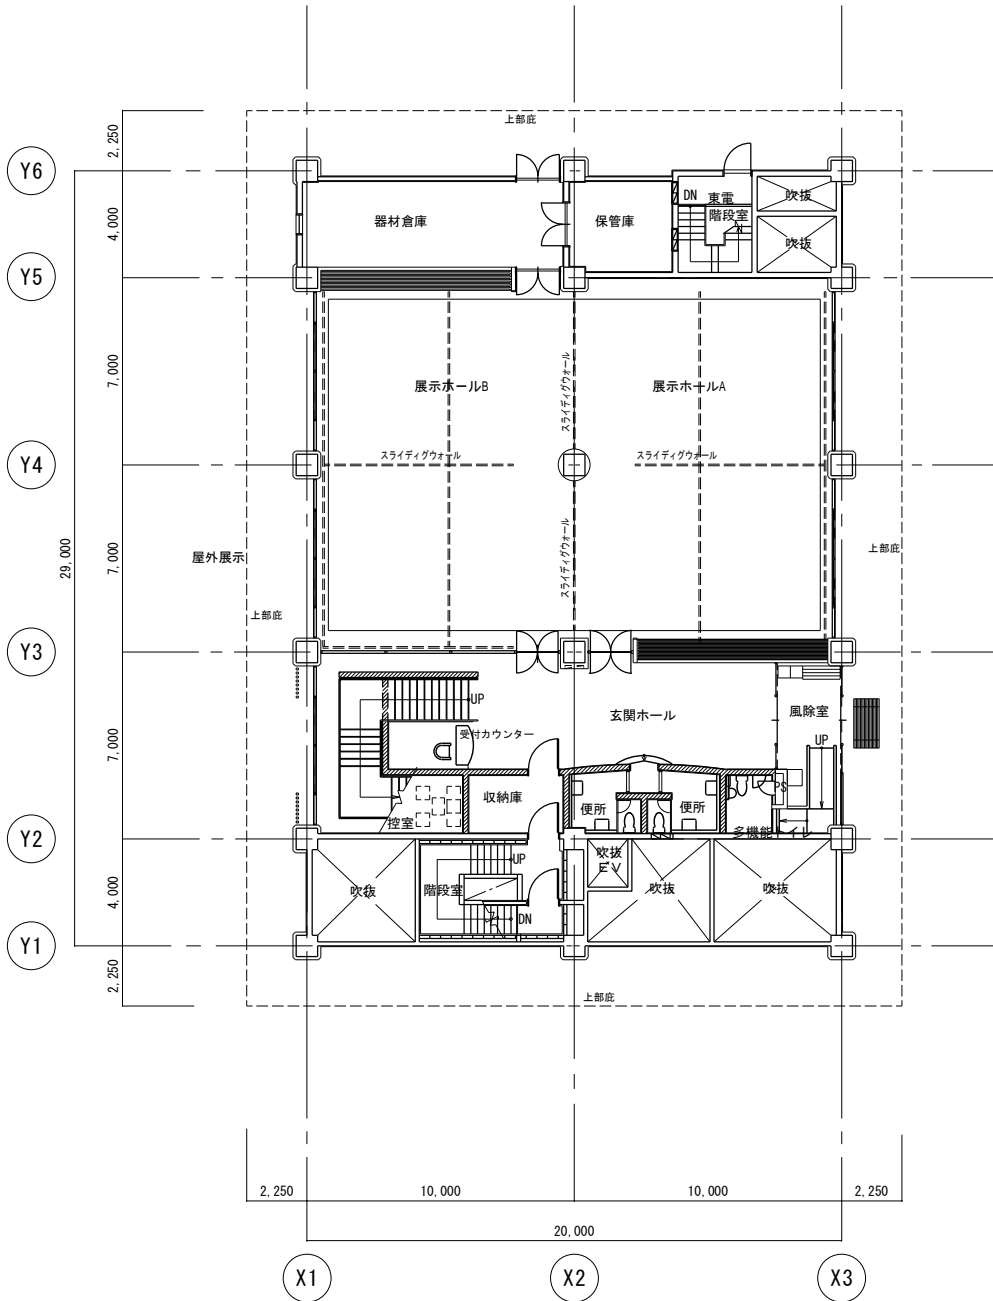 上部庇
2,250
Y6
DN
東電
階段室
吹抜
4,000
器材倉庫
保管庫
吹抜
Y5
7,000
展示ホールB
スライディグウォール
展示ホールA
Y4
スライディグウォール
スライディグウォール
29,000
7,000
屋外展示
スライディグウォール
上部庇
上部庇
Y3
UP
玄関ホール
風除室
受付カウンター
UP
7,000
PS
収納庫
便所
便所
控室
多機能トイレ
Y2
吹抜
EV
UP
4,000
吹抜
階段室
吹抜
吹抜
DN
Y1
2,250
上部庇
2,250
10,000
10,000
2,250
20,000
X1
X2
X3